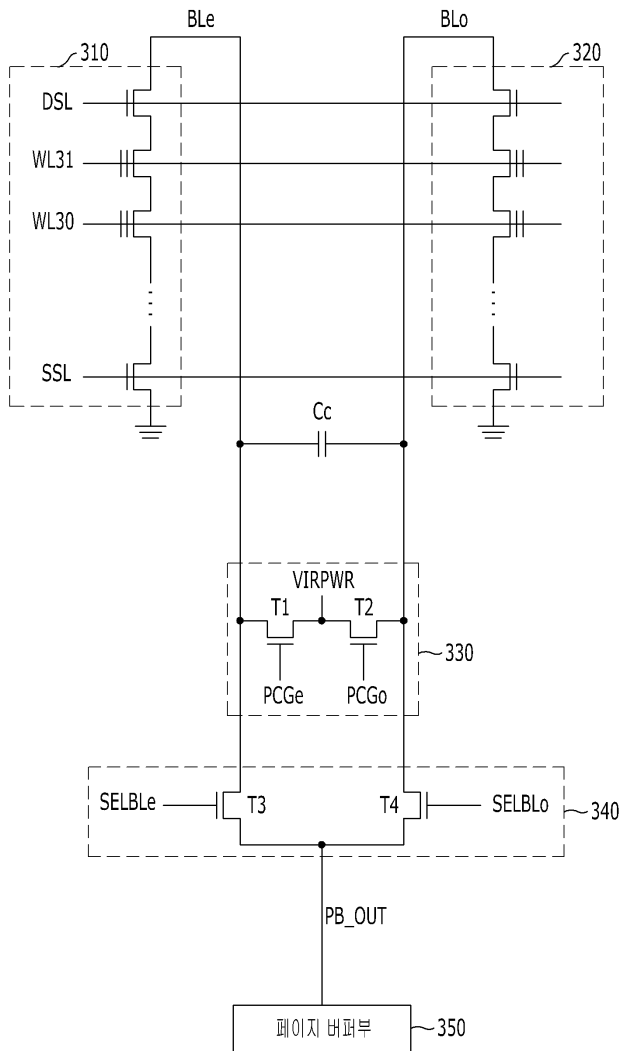 BLe
BLo
310
320
DSL
WL31
WL30
SSL
Cc
VIRPWR
T1
T2
330
PCGe
PCGo
SELBLe
T3
T4
SELBLo
340
PB_OUT
페이지 버퍼부
350